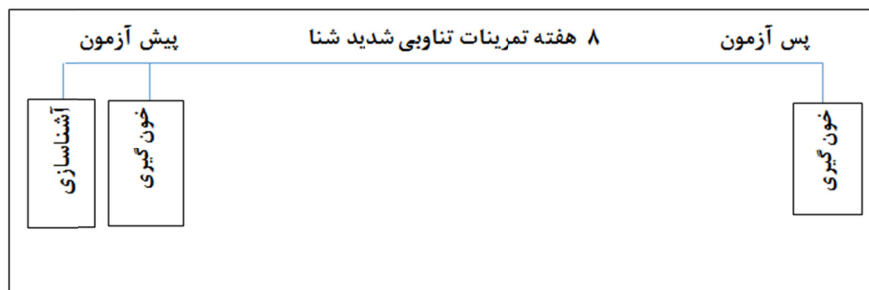 پیش آزمون
۸ هفته تمرینات تناوبی شدید شنا
پس آزمون
آشناسازی
خون گیری
خون گیری